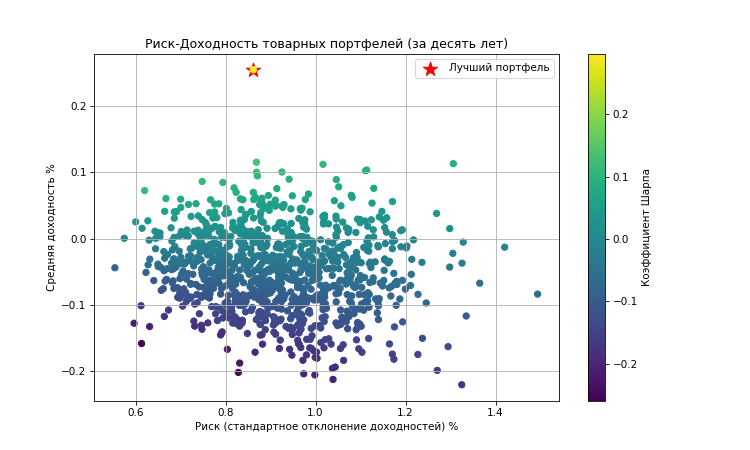 Риск-Доходность товарных портфелей (за десять лет)
Лучший портфель
Средняя доходность %
0.2
0.1
0.0
−0.1
−0.2
0.6 0.8 1.0 1.2 1.4
Риск (стандартное отклонение доходностей) %
0.2
0.1
0.0
−0.1
−0.2
Коэффициент Шарпа